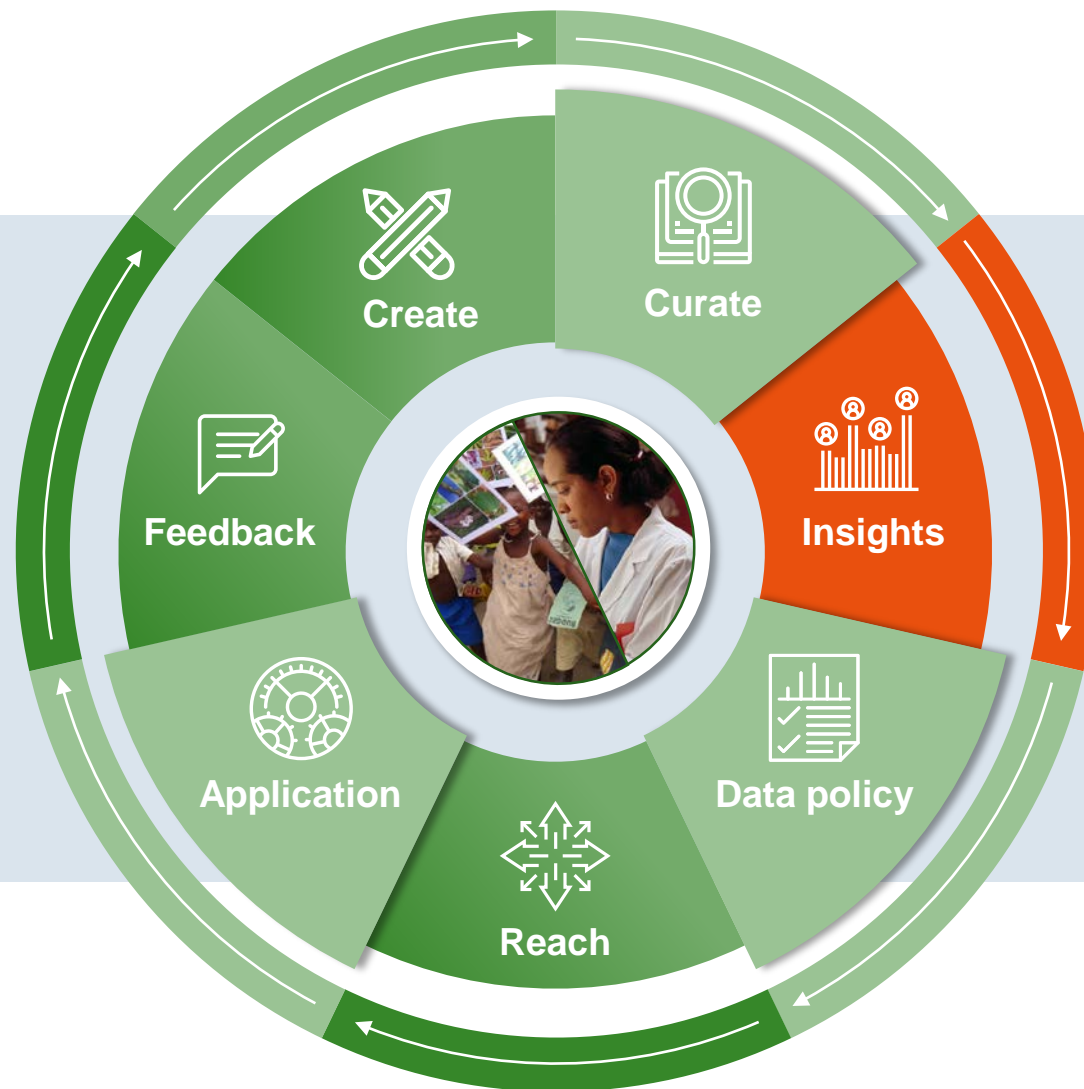 Create
Curate
Insights
Data policy
Reach
Application
Feedback